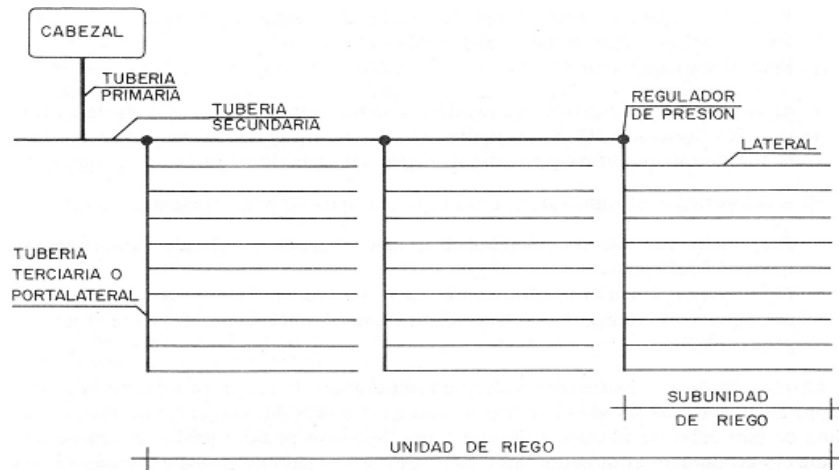 CABEZAL
TUBERIA
PRIMARIA
TUBERIA
SECUNDARIA
REGULADOR
DE PRESION
LATERAL
TUBERIA
TERCIARIA O
PORTALATERAL
SUBUNIDAD
DE RIEGO
UNIDAD DE RIEGO